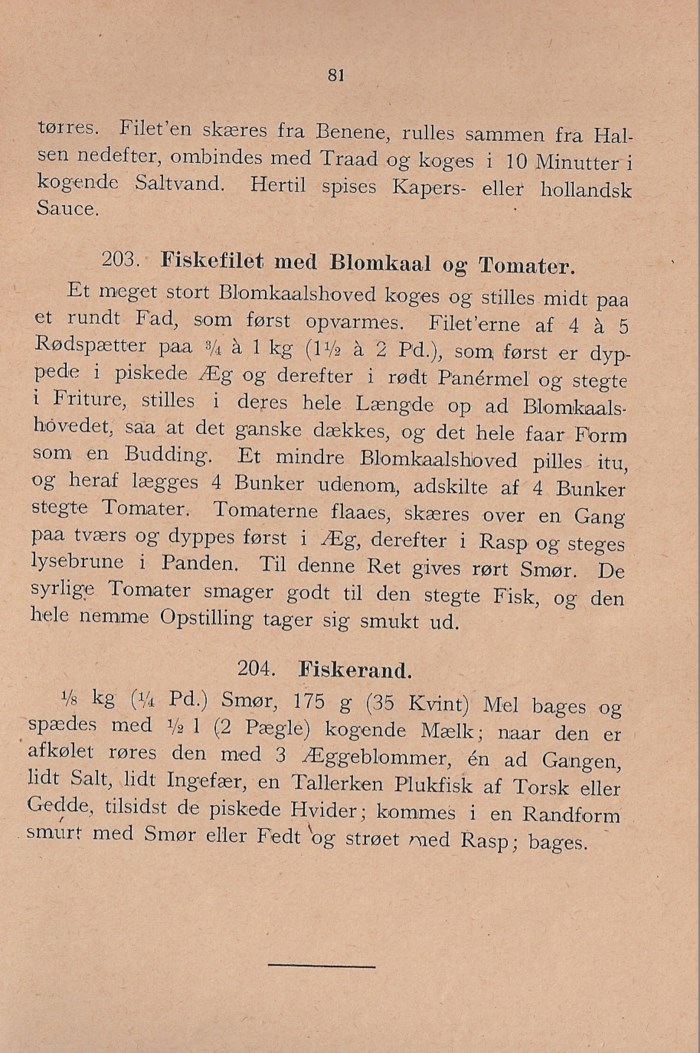 81
tørres. Filet'en skæres fra Benene, rulles sammen fra Hal-
sen nedefter, ombindes med Traad og koges i 10 Minutter i
kogende Saltvand. Hertil spises Kapers- eller hollandsk
Sauce.
203. Fiskefilet med Blomkaal og Tomater.
Et meget stort Blomkaalshoved koges og stilles midt paa
et rundt Fad, som først opvarmes. Filet'erne af 4 à 5
Rødspætter paa ¾ à 1 kg (1½ à 2 Pd.), som først er dyp-
pede i piskede Æg og derefter i rødt Panérmel og stegte
i Friture, stilles i deres hele Længde op ad Blomkaals-
hovedet, saa at det ganske dækkes, og det hele faar Form
som en Budding. Et mindre Blomkaalshoved pilles itu,
og heraf lægges 4 Bunker udenom, adskilte af 4 Bunker
stegte Tomater. Tomaterne flaaes, skæres over en Gang
paa tværs og dyppes først i Æg, derefter i Rasp og steges
lysebrune i Panden. Til denne Ret gives rørt Smør. De
syrlige Tomater smager godt til den stegte Fisk, og den
hele nemme Opstilling tager sig smukt ud.
204. Fiskerand.
⅛ kg (¼ Pd.) Smør, 175 g (35 Kvint) Mel bages og
spædes med ½ l (2 Pægle) kogende Mælk; naar den er
afkølet røres den med 3 Æggeblommer, én ad Gangen,
lidt Salt, lidt Ingefær, en Tallerken Plukfisk af Torsk eller
Gedde, tilsidst de piskede Hvider; kommes i en Randform
smurt med Smør eller Fedt og strøet med Rasp; bages.